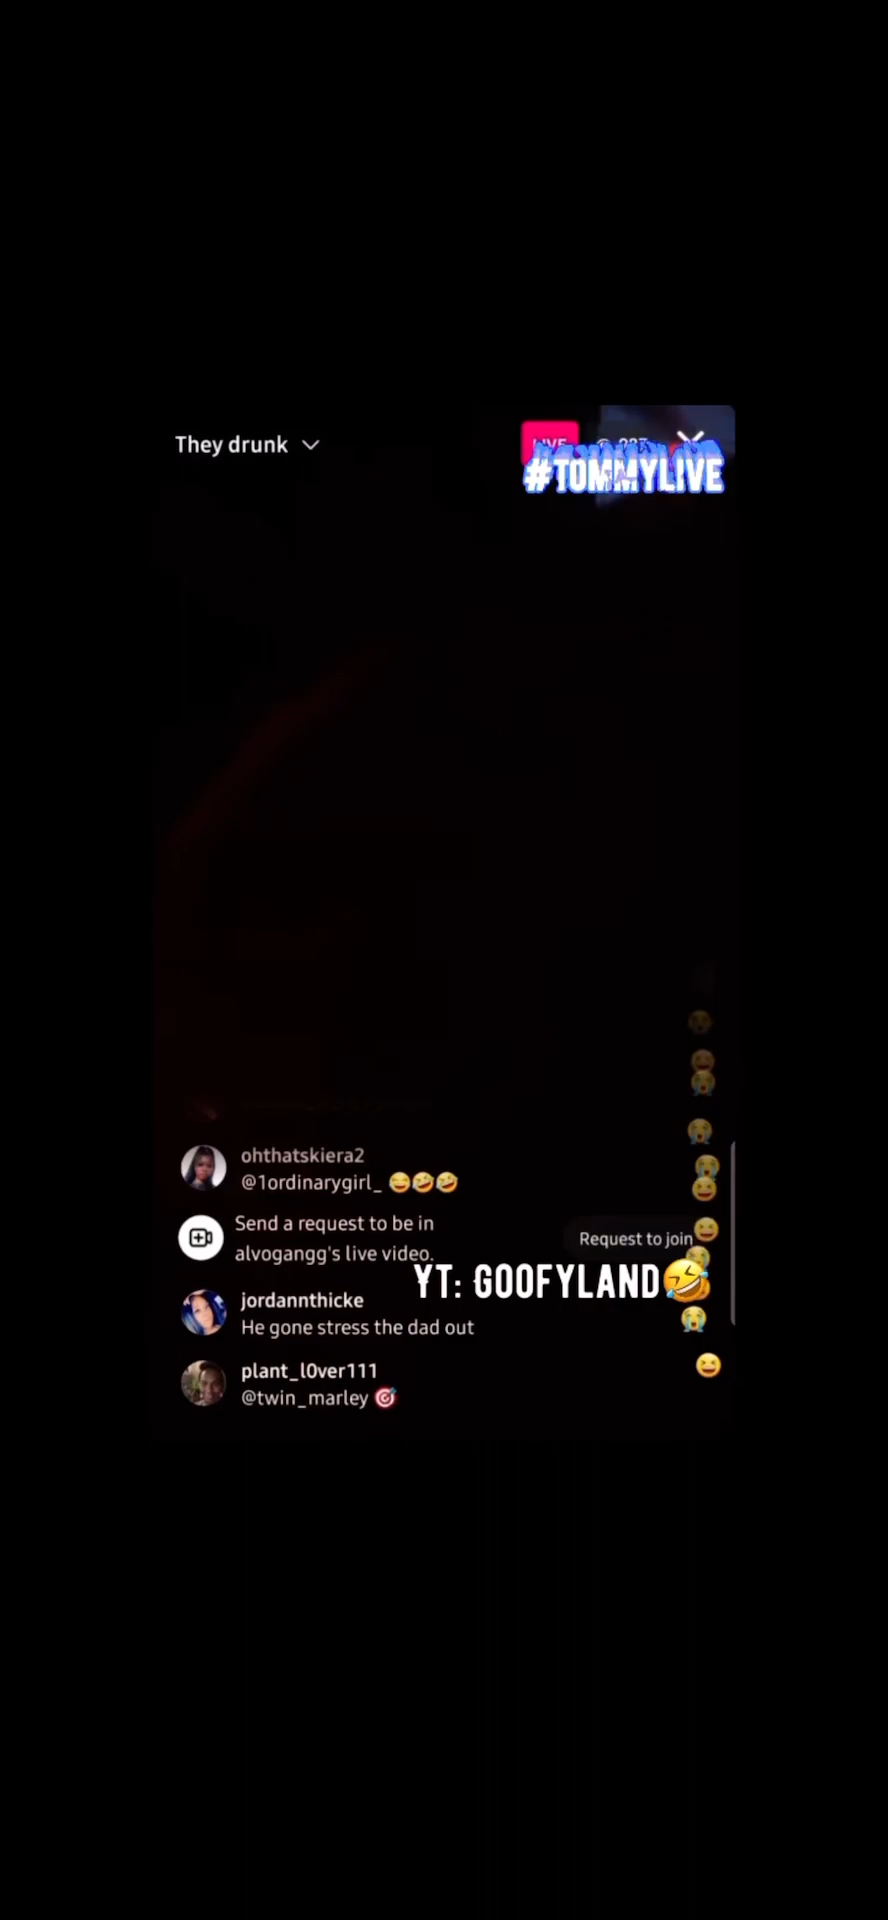 They drunk
LIVE
#TOMMYLIVE
ohthatskiera2
@1ordinarygirl_ 😂🤣🤣
Send a request to be in
alvogangg's live video.
Request to join
YT: GOOFYLAND🤣
jordannthicke
He gone stress the dad out
plant_l0ver111
@twin_marley 🎯